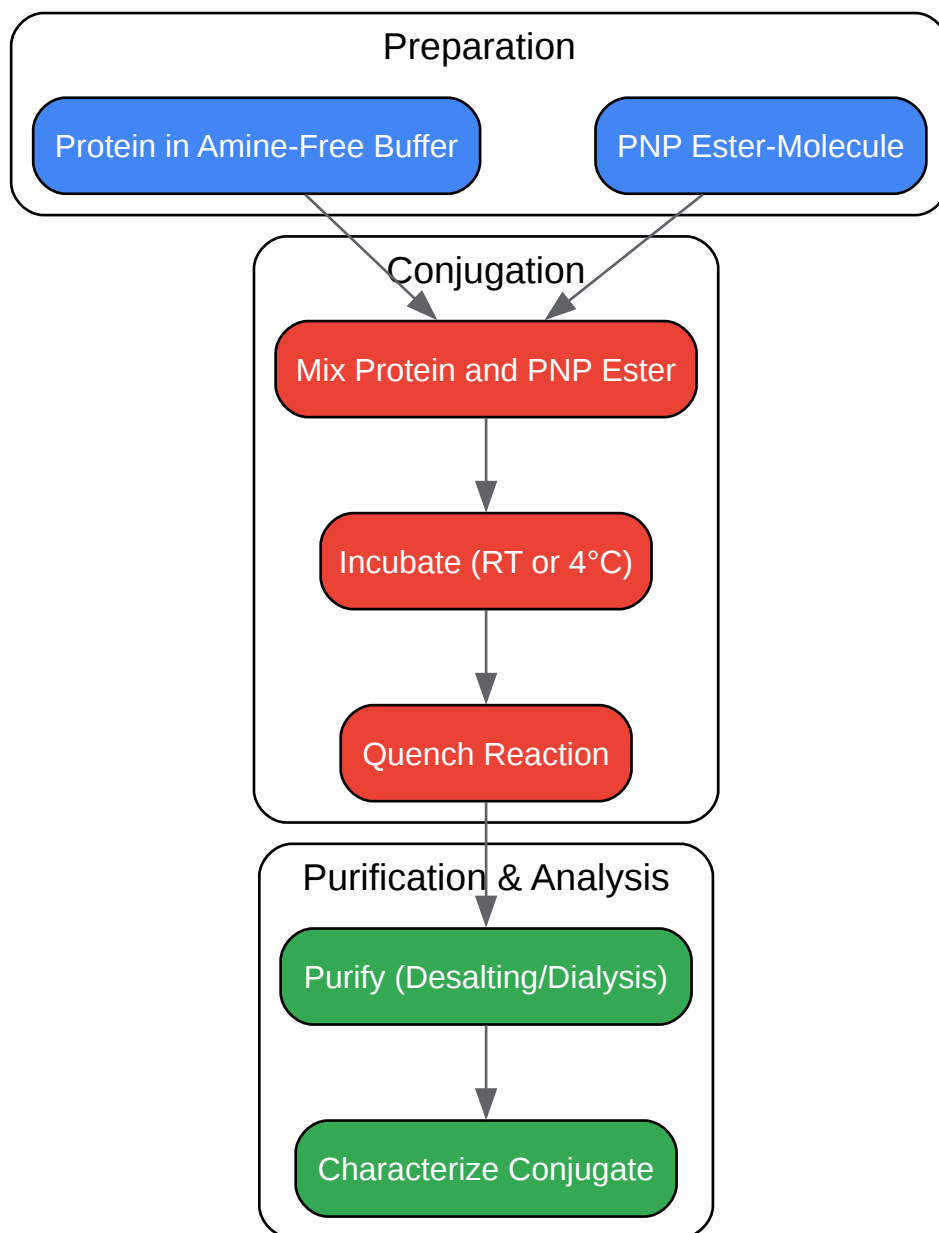 Preparation
Protein in Amine-Free Buffer
PNP Ester-Molecule
Conjugation
Mix Protein and PNP Ester
Incubate (RT or 4°C)
Quench Reaction
Purification & Analysis
Purify (Desalting/Dialysis)
Characterize Conjugate